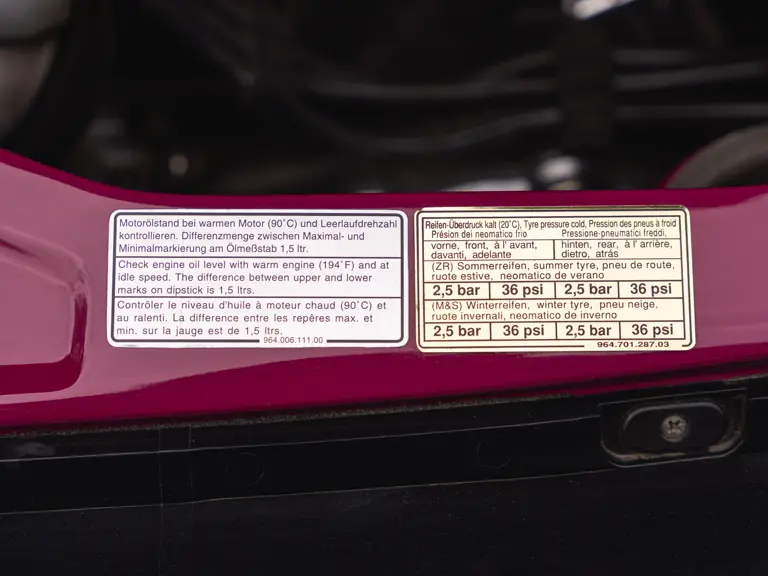 Motorölstand bei warmen Motor (90°C) und Leerlaufdrehzahl
kontrollieren. Differenzmenge zwischen Maximal- und
Minimalmarkierung am Ölmeßstab 1,5 ltr.
Check engine oil level with warm engine (194°F) and at
idle speed. The difference between upper and lower
marks on dipstick is 1,5 ltrs.
Contrôler le niveau d'huile à moteur chaud (90°C) et
au ralenti. La différence entre les repêres max. et
min. sur la jauge est de 1,5 ltrs.
964.006.111.00
Reifen-Überdruck kalt (20°C), Tyre pressure cold, Pression des pneus à froid
Présion dei neomatico frio Pressione-pneumatici freddi,
vorne, front, à l'avant, hinten, rear, à l'arrière,
davanti, adelante dietro, atrás
(ZR) Sommerreifen, summer tyre, pneu de route,
ruote estive, neomatico de verano
2,5 bar 36 psi 2,5 bar 36 psi
(M&S) Winterreifen, winter tyre, pneu neige,
ruote invernali, neomatico de inverno
2,5 bar 36 psi 2,5 bar 36 psi
964.701.287.03